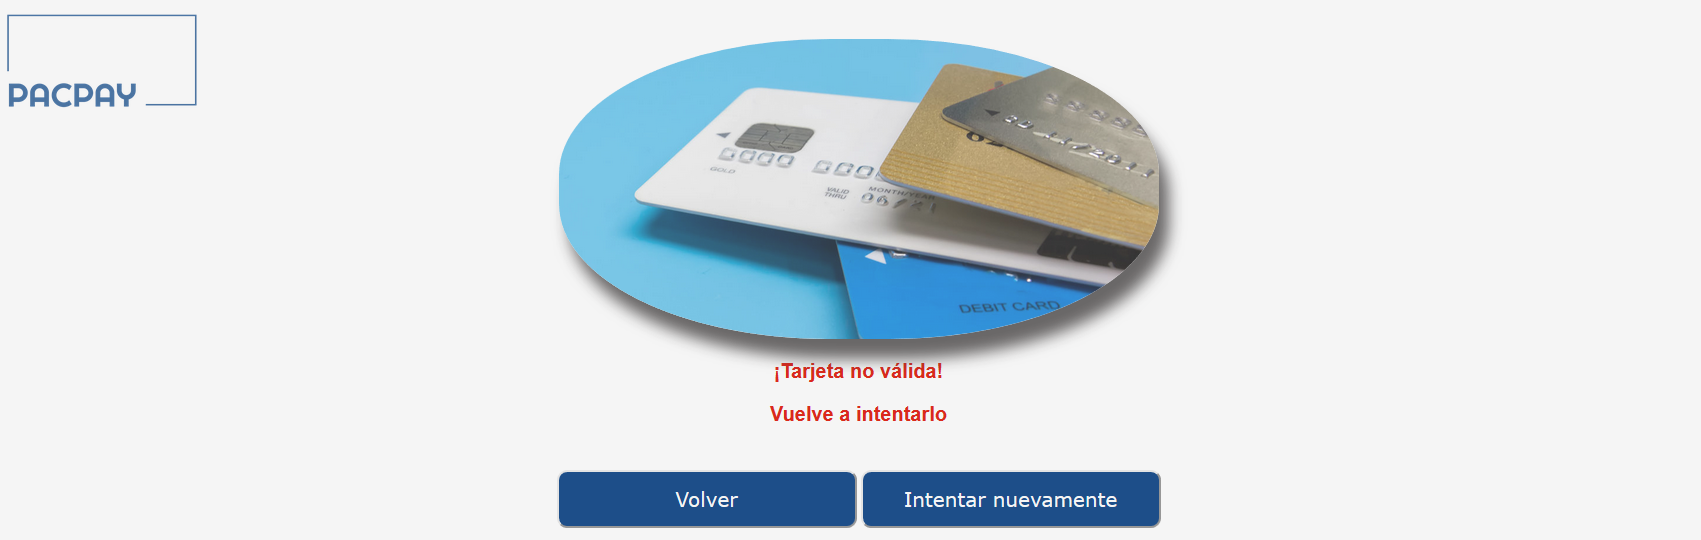 PACPAY
GOLD
VALID
THRU
MONTH/YEAR
DEBIT CARD
¡Tarjeta no válida!
Vuelve a intentarlo
Volver
Intentar nuevamente